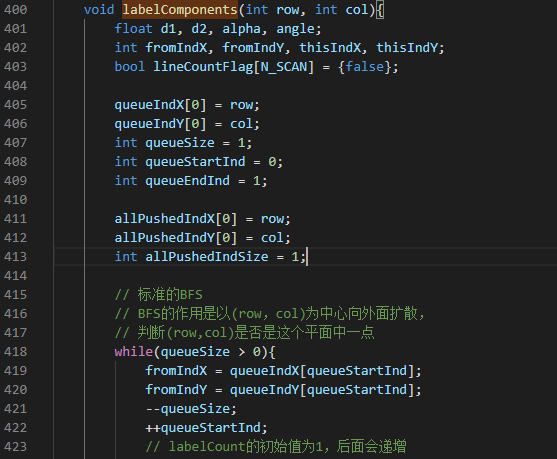 400 void labelComponents(int row, int col){
401 float d1, d2, alpha, angle;
402 int fromIndX, fromIndY, thisIndX, thisIndY;
403 bool lineCountFlag[N_SCAN] = {false};
404
405 queueIndX[0] = row;
406 queueIndY[0] = col;
407 int queueSize = 1;
408 int queueStartInd = 0;
409 int queueEndInd = 1;
410
411 allPushedIndX[0] = row;
412 allPushedIndY[0] = col;
413 int allPushedIndSize = 1;
414
415 // 标准的BFS
416 // BFS的作用是以(row, col)为中心向外面扩散，
417 // 判断(row,col)是否是这个平面中一点
418 while(queueSize > 0){
419 fromIndX = queueIndX[queueStartInd];
420 fromIndY = queueIndY[queueStartInd];
421 --queueSize;
422 ++queueStartInd;
423 // labelCount的初始值为1，后面会递增